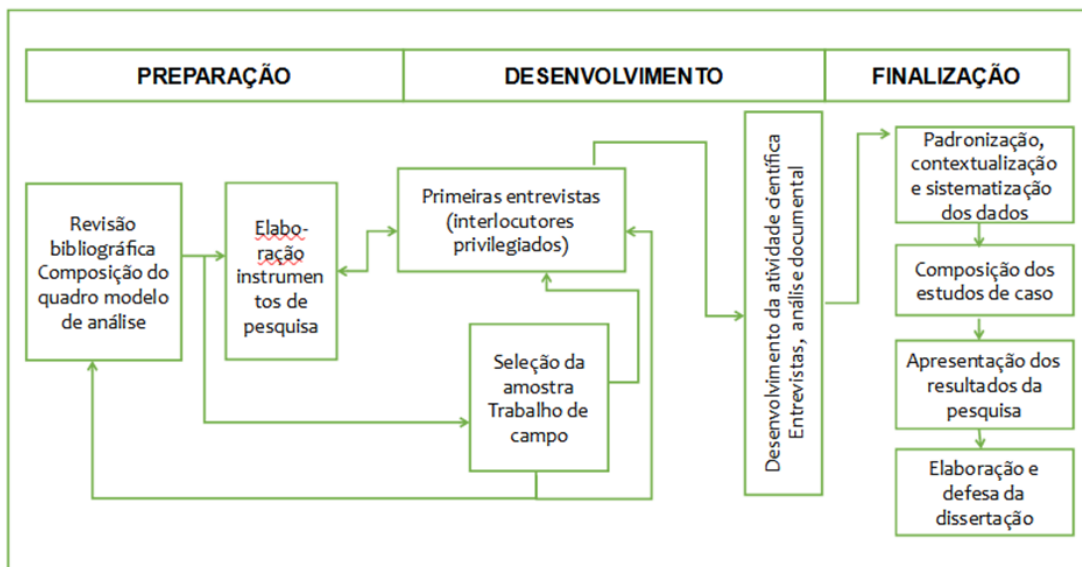 PREPARAÇÃO
DESENVOLVIMENTO
FINALIZAÇÃO
Revisão
bibliográfica
Composição do
quadro modelo
de análise
Elabo-
ração
instrumen-
tos de
pesquisa
Primeiras entrevistas
(interlocutores
privilegiados)
Seleção da
amostra
Trabalho de
campo
Desenvolvimento da atividade científica
Entrevistas, análise documental
Padronização,
contextualização
e sistematização
dos dados
Composição dos
estudos de caso
Apresentação dos
resultados da
pesquisa
Elaboração e
defesa da
dissertação